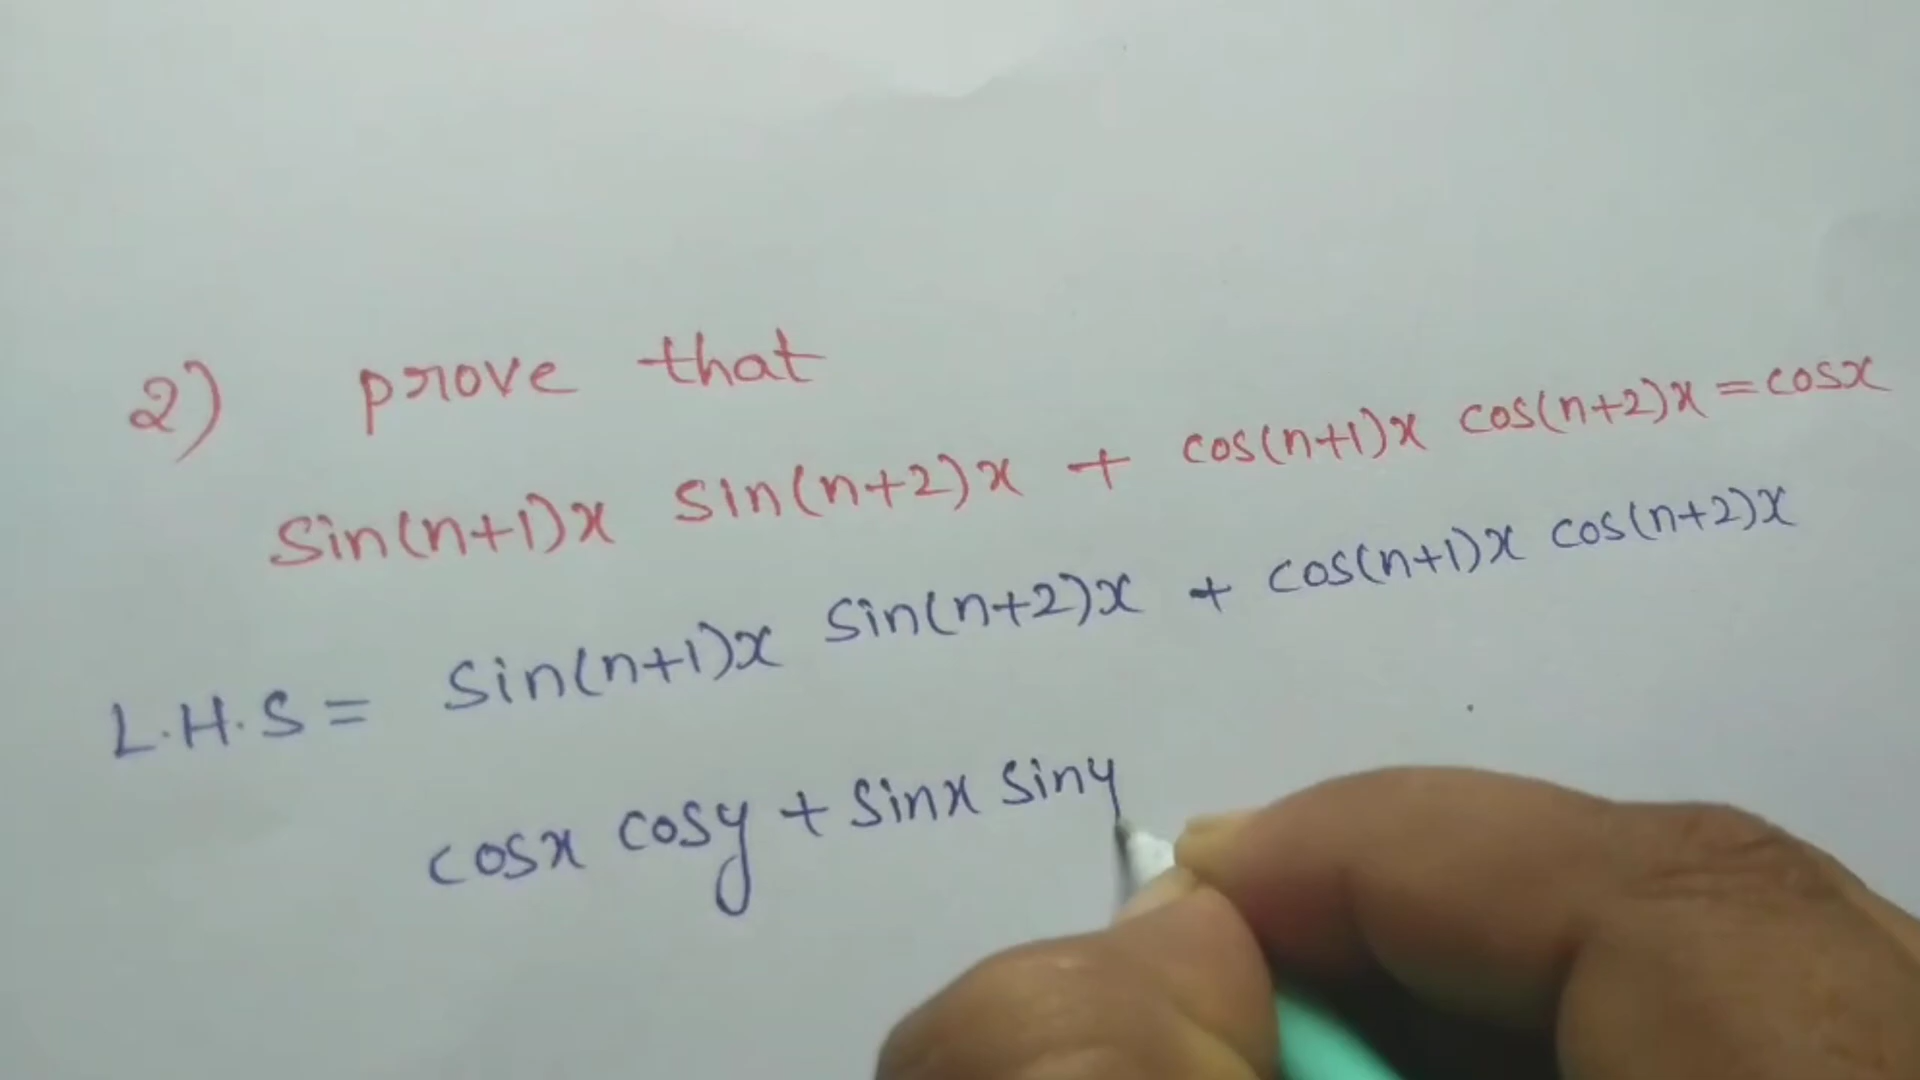 2) prove that
Sin(n+1)x Sin(n+2)x + cos(n+1)x cos(n+2)x = cosx
L.H.S = Sin(n+1)x Sin(n+2)x + cos(n+1)x cos(n+2)x
cosx cosy + sinx siny